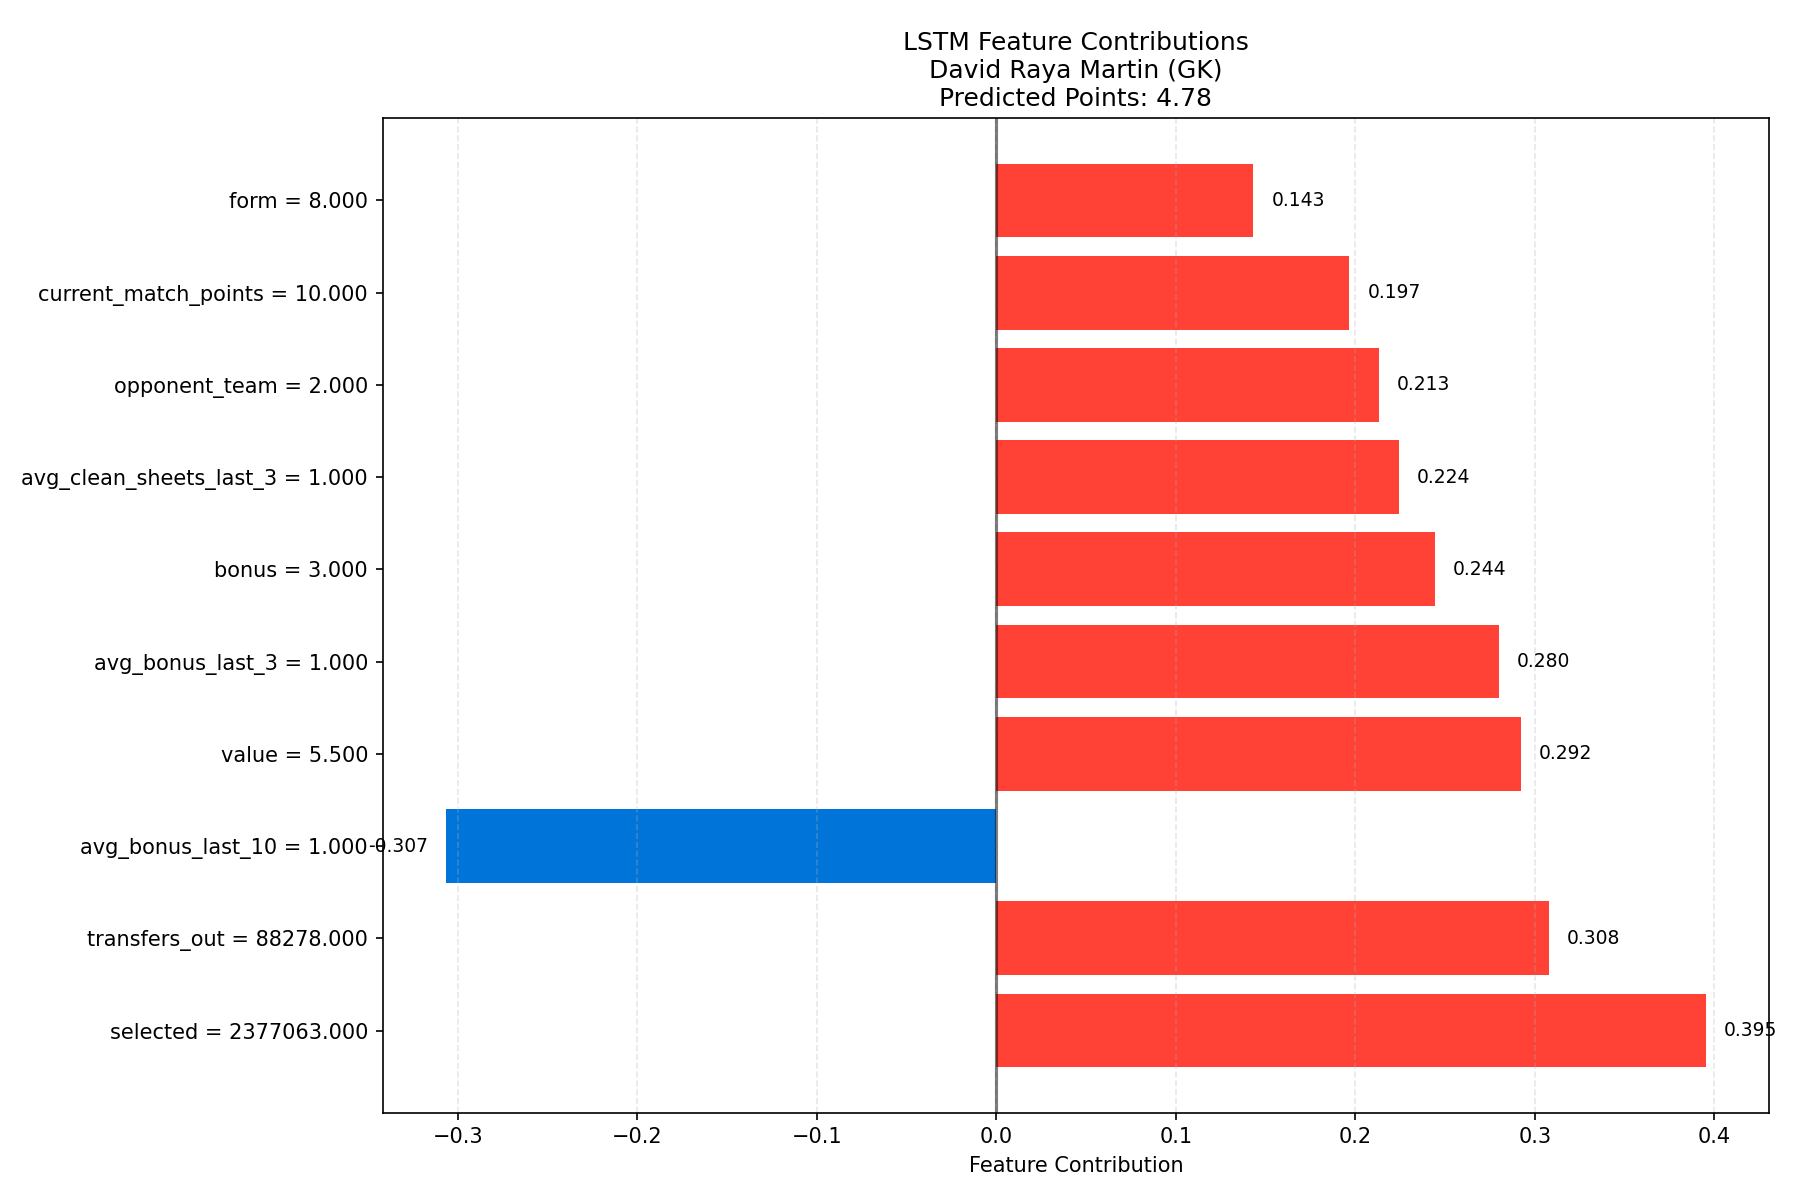 LSTM Feature Contributions
David Raya Martin (GK)
Predicted Points: 4.78
form = 8.000
0.143
current_match_points = 10.000
0.197
opponent_team = 2.000
0.213
avg_clean_sheets_last_3 = 1.000
0.224
bonus = 3.000
0.244
avg_bonus_last_3 = 1.000
0.280
value = 5.500
0.292
avg_bonus_last_10 = 1.000
-0.307
transfers_out = 88278.000
0.308
selected = 2377063.000
0.395
−0.3 −0.2 −0.1 0.0 0.1 0.2 0.3 0.4
Feature Contribution